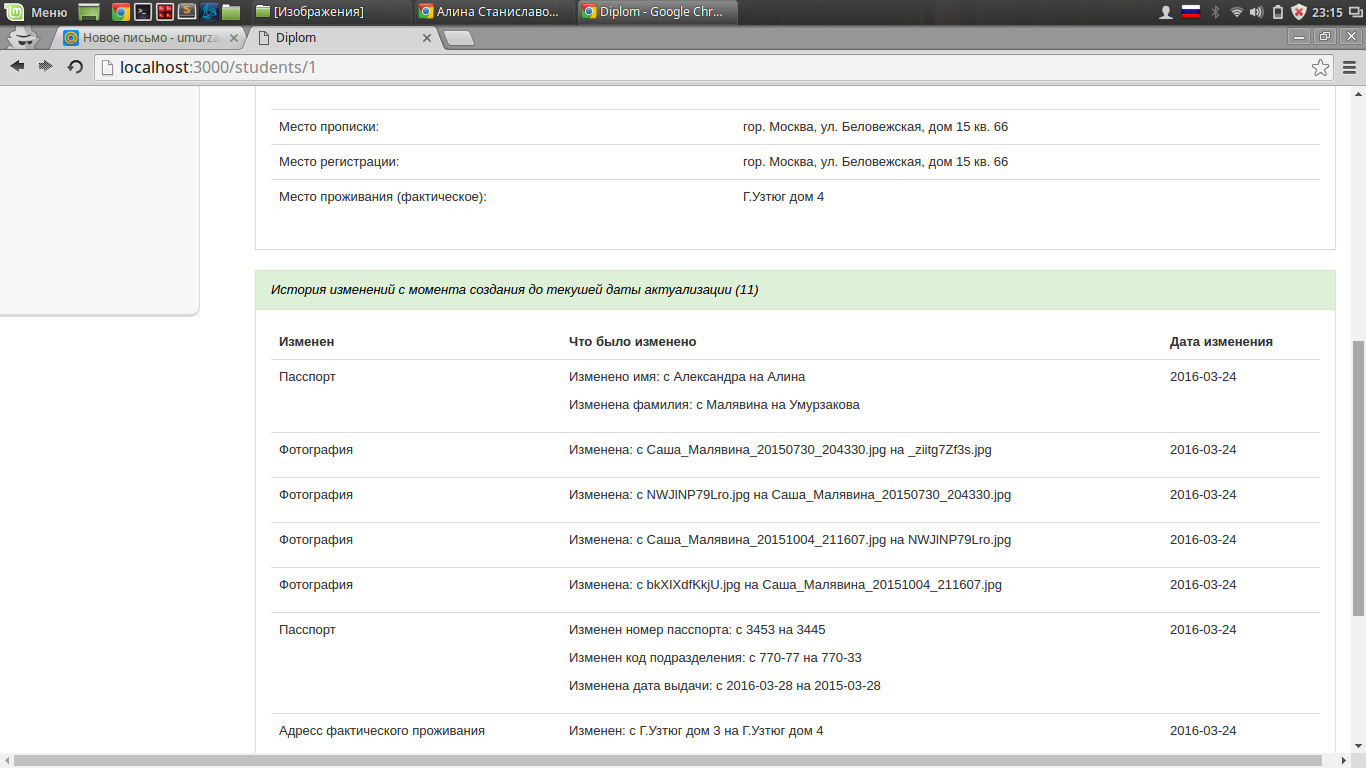 Меню
[Изображения]
Алина Станиславо...
Diplom - Google Chr...
23:15
Новое письмо - umurza
Diplom
localhost:3000/students/1
Место прописки: гор. Москва, ул. Беловежская, дом 15 кв. 66
Место регистрации: гор. Москва, ул. Беловежская, дом 15 кв. 66
Место проживания (фактическое): Г.Узтюг дом 4
История изменений с момента создания до текушей даты актуализации (11)
Изменен Что было изменено Дата изменения
Пасспорт Изменено имя: с Александра на Алина 2016-03-24
Изменена фамилия: с Малявина на Умурзакова
Фотография Изменена: с Саша_Малявина_20150730_204330.jpg на _ziitg7Zf3s.jpg 2016-03-24
Фотография Изменена: с NWJlNP79Lro.jpg на Саша_Малявина_20150730_204330.jpg 2016-03-24
Фотография Изменена: с Саша_Малявина_20151004_211607.jpg на NWJlNP79Lro.jpg 2016-03-24
Фотография Изменена: с bkXIXdfKkjU.jpg на Саша_Малявина_20151004_211607.jpg 2016-03-24
Пасспорт Изменен номер пасспорта: с 3453 на 3445 2016-03-24
Изменен код подразделения: с 770-77 на 770-33
Изменена дата выдачи: с 2016-03-28 на 2015-03-28
Адресс фактического проживания Изменен: с Г.Узтюг дом 3 на Г.Узтюг дом 4 2016-03-24